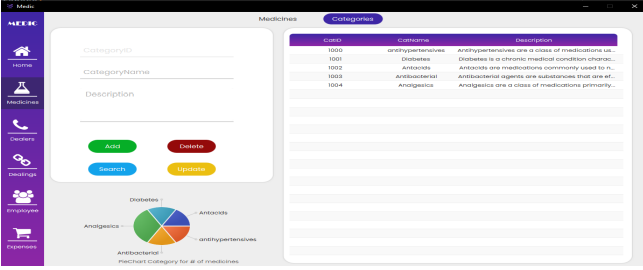 Medic
MEDIC
Home
Medicines
Dealers
Dealings
Employee
Expenses
Medicines
Categories
CategoryID
CategoryName
Description
Add
Delete
Search
Update
Diabetes
Antacids
Analgesics
antihypertensives
Antibacterial
PieChart Category for # of medicines
CatID CatName Description
1000 antihypertensives Antihypertensives are a class of medications us...
1001 Diabetes Diabetes is a chronic medical condition charac...
1002 Antacids Antacids are medications commonly used to n...
1003 Antibacterial Antibacterial agents are substances that are ef...
1004 Analgesics Analgesics are a class of medications primarily...